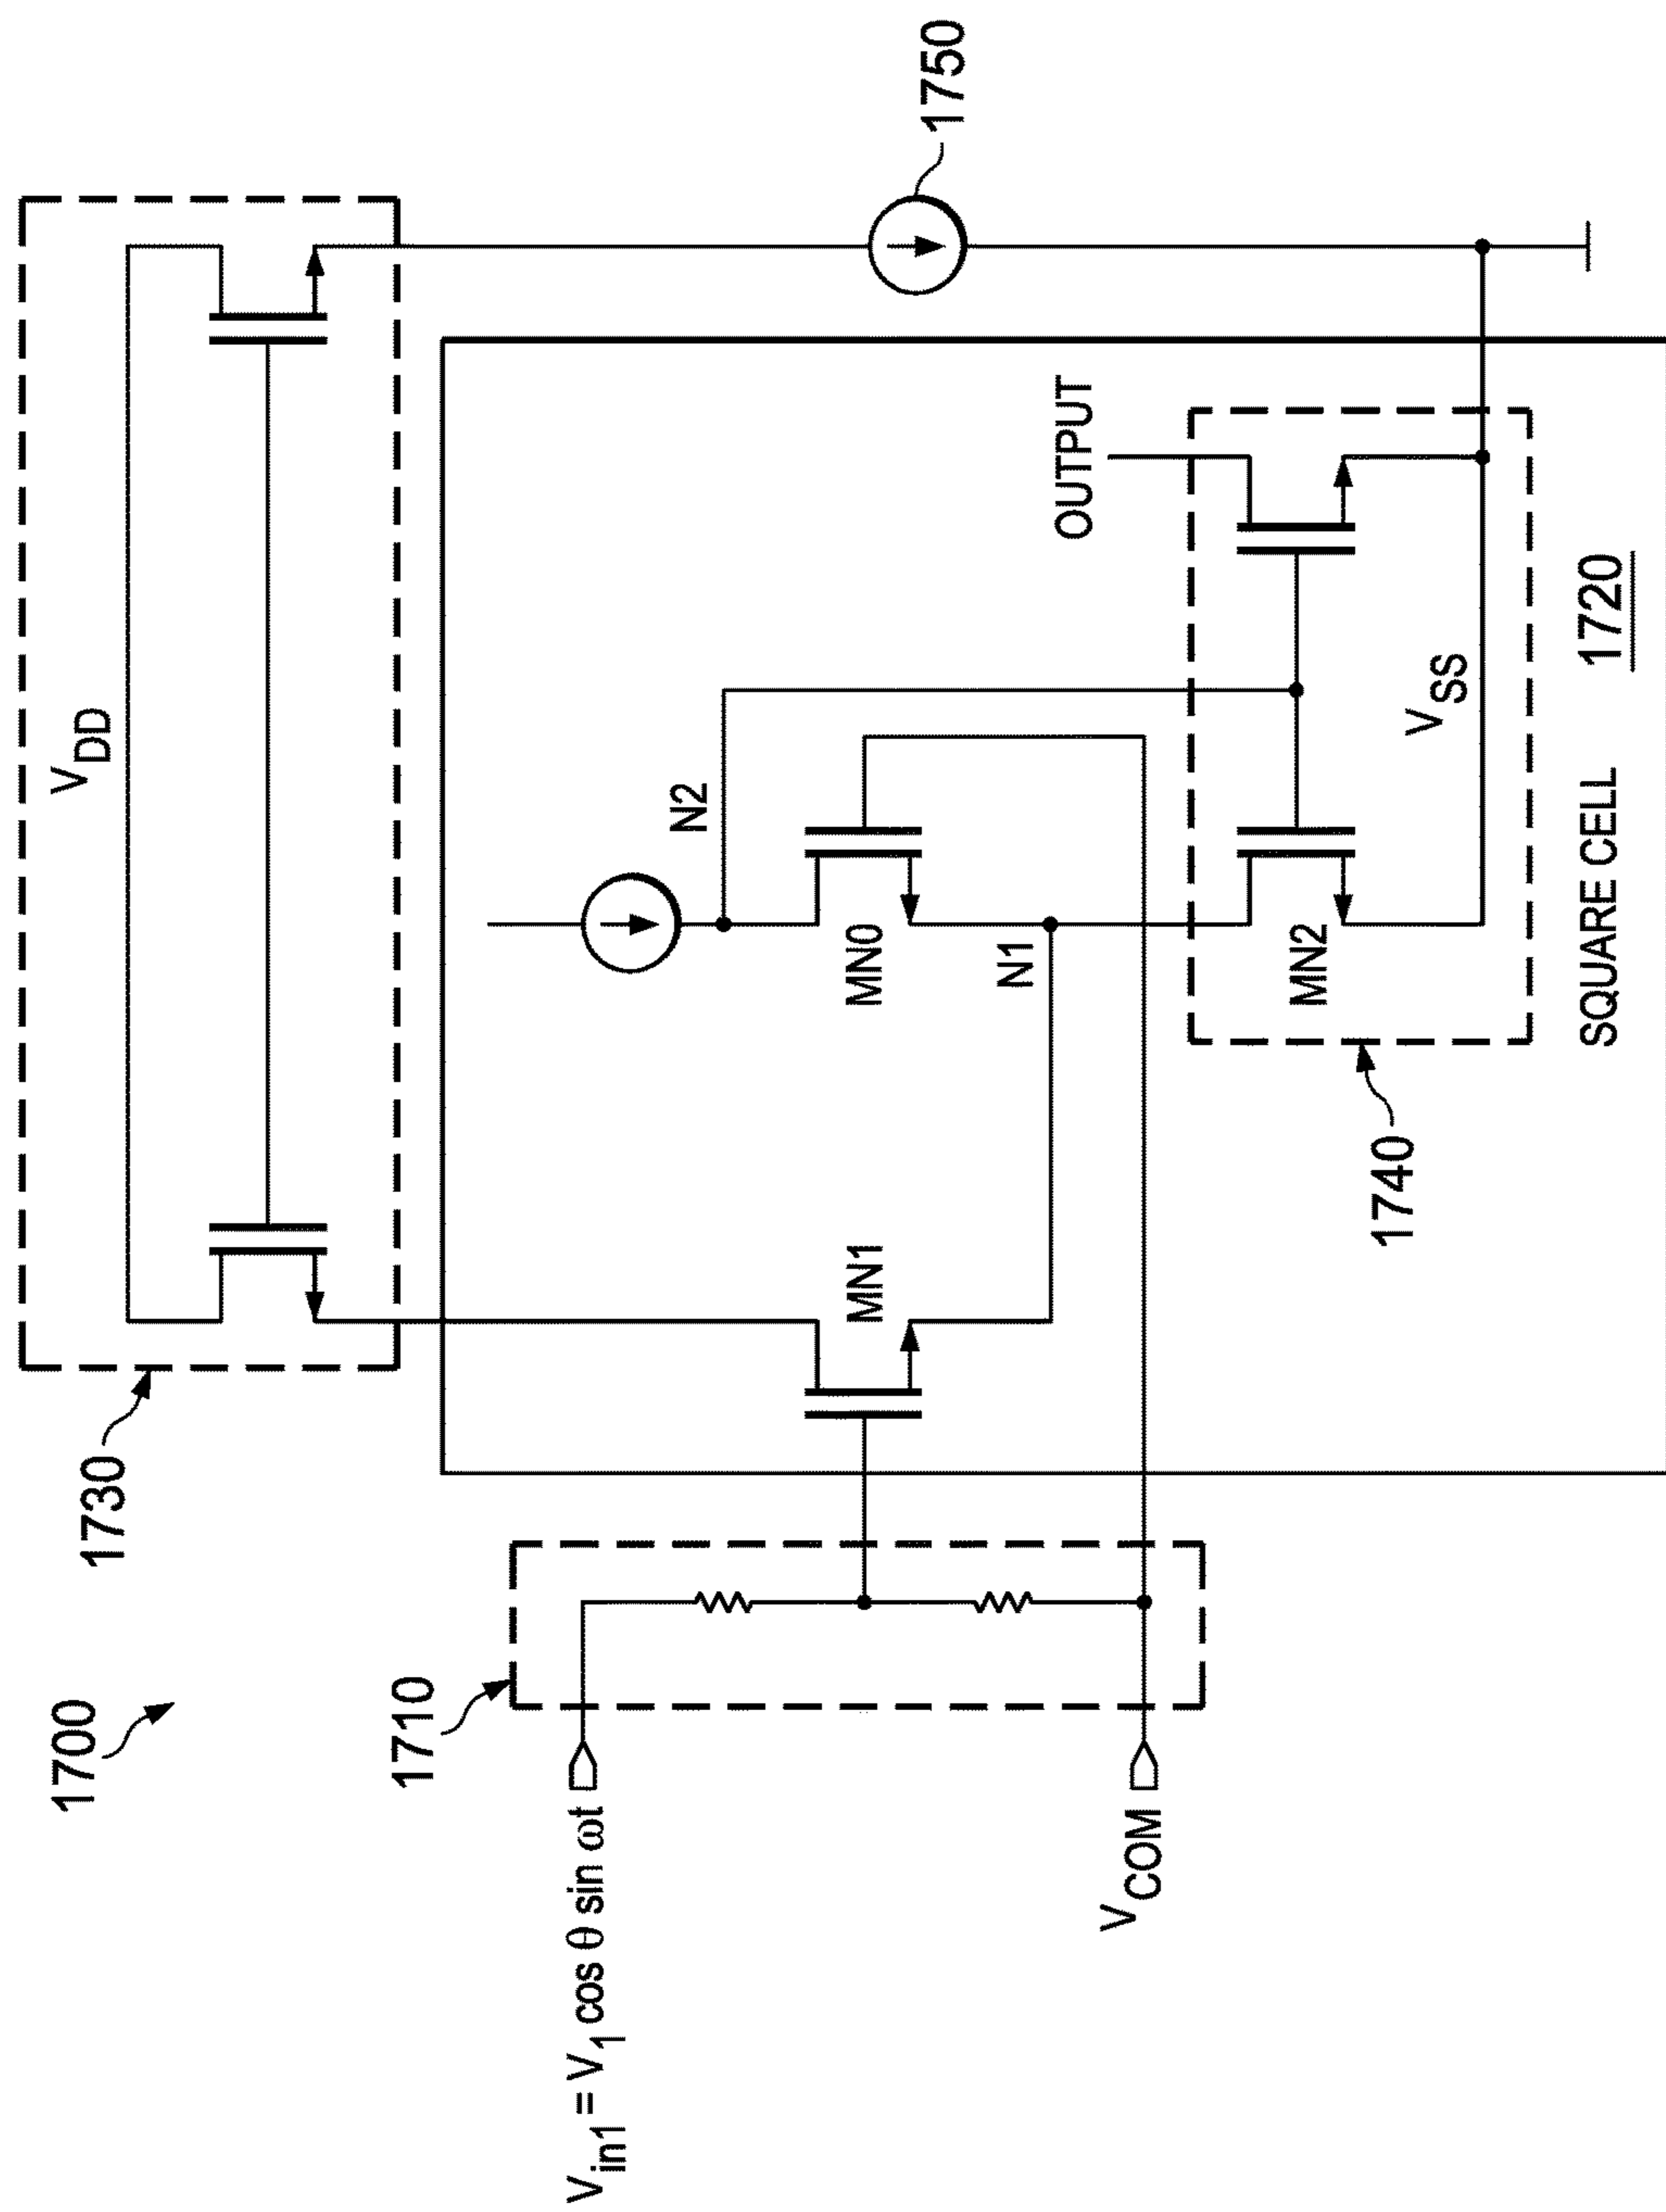 1700
V_in1 = V_1 cos θ sin ωt
V_COM
1710
1730
V_DD
MN1
N2
MN0
N1
1740
MN2
V_SS
OUTPUT
SQUARE CELL 1720
1750